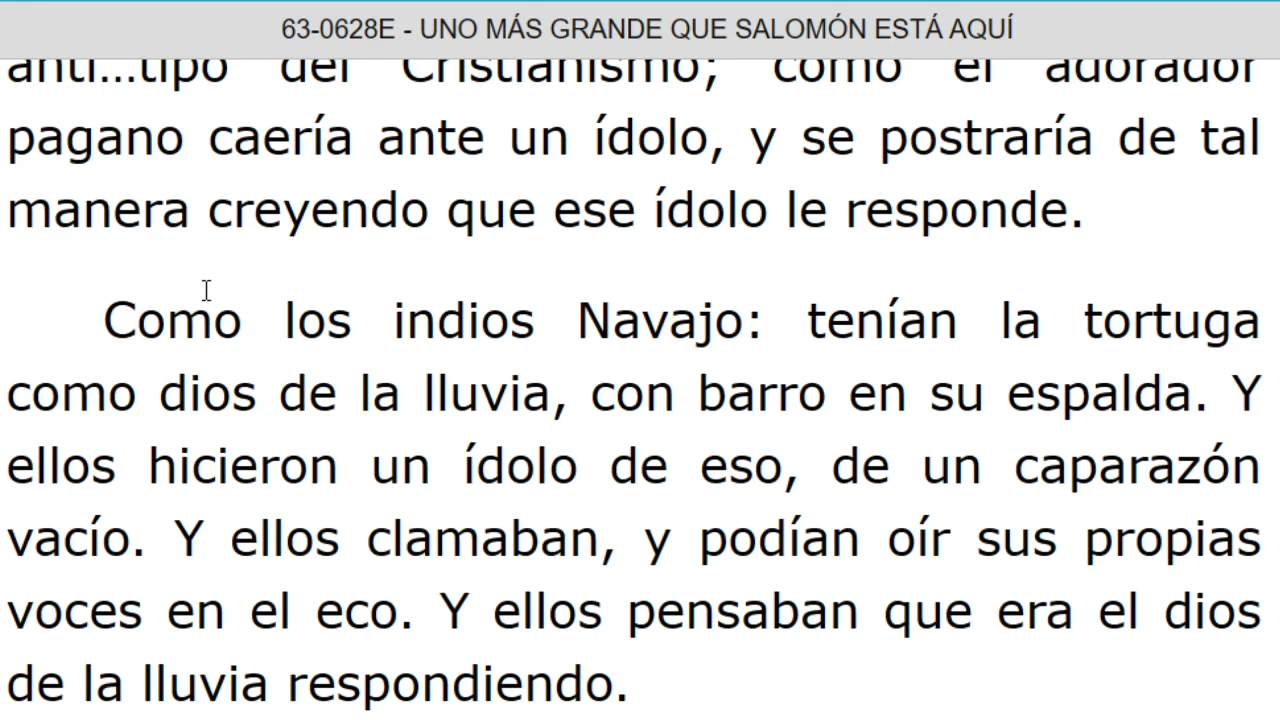 63-0628E - UNO MÁS GRANDE QUE SALOMÓN ESTÁ AQUÍ
anti...tipo del Cristianismo; como el adorador
pagano caería ante un ídolo, y se postraría de tal
manera creyendo que ese ídolo le responde.
Como los indios Navajo: tenían la tortuga
como dios de la lluvia, con barro en su espalda. Y
ellos hicieron un ídolo de eso, de un caparazón
vacío. Y ellos clamaban, y podían oír sus propias
voces en el eco. Y ellos pensaban que era el dios
de la lluvia respondiendo.